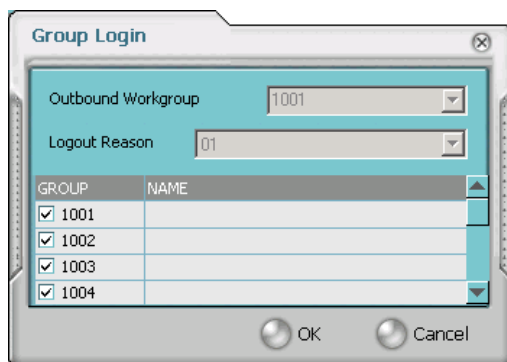 Group Login
Outbound Workgroup 1001
Logout Reason 01
GROUP NAME
1001
1002
1003
1004
OK Cancel